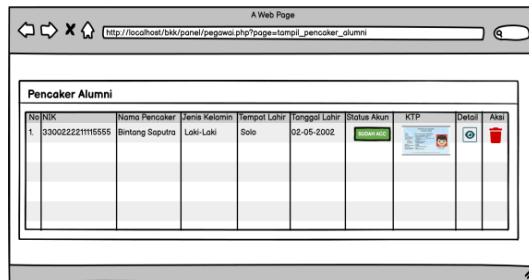 A Web Page
http://localhost/bkk/panel/pegawai.php?page=tampil_pencaker_alumni
Pencaker Alumni
No NIK Nama Pencaker Jenis Kelamin Tempat Lahir Tanggal Lahir Status Akun KTP Detail Aksi
1. 3300222211115555 Bintang Saputra Laki-Laki Solo 02-05-2002 SUDAH ACC